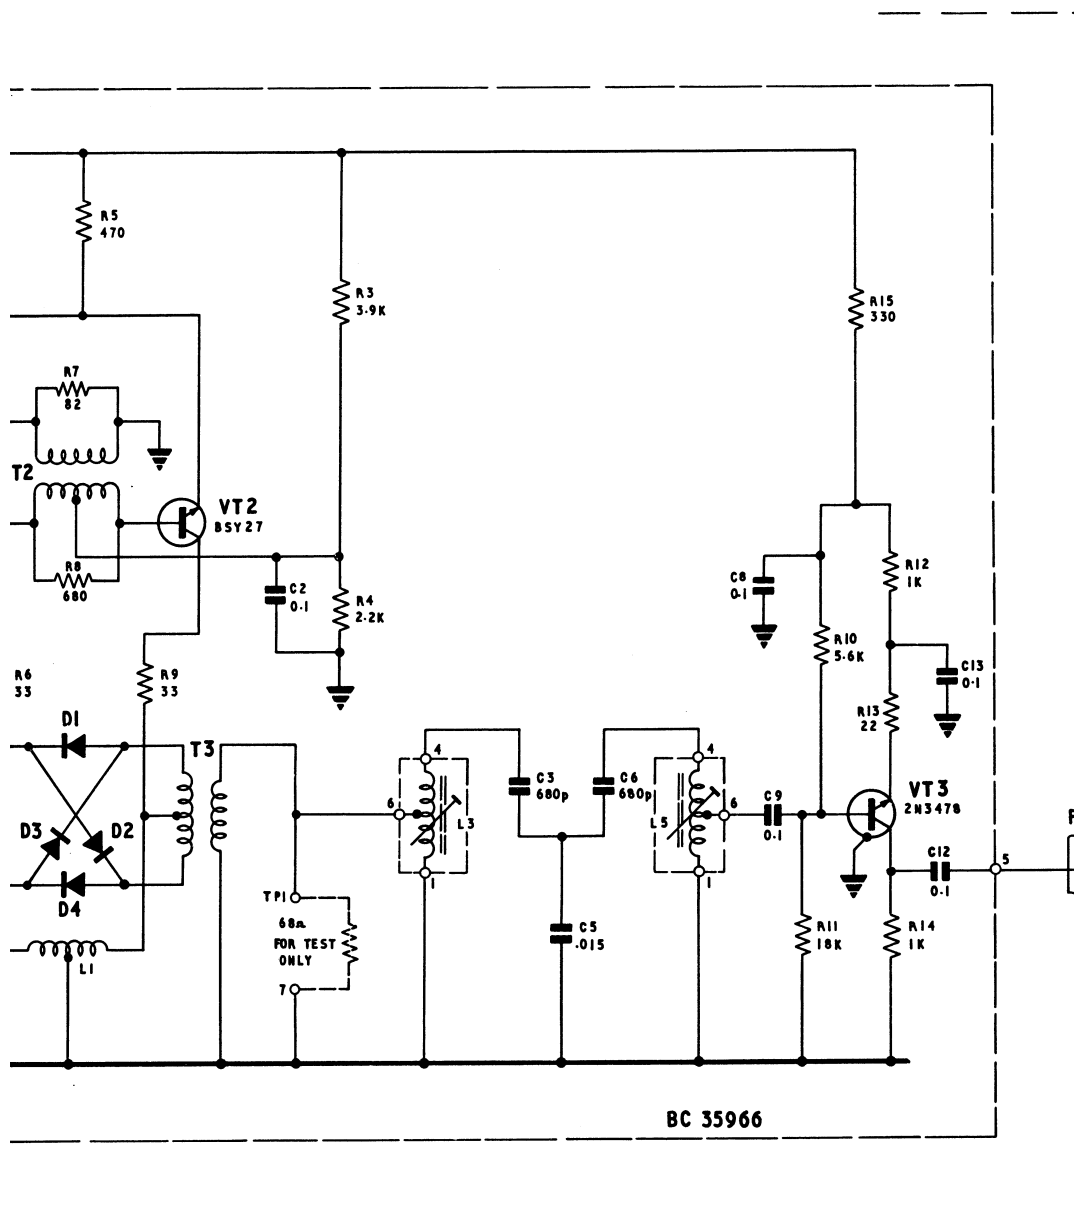 R5
470
R3
3.9K
R15
330
R7
82
T2
VT2
BSY27
R8
680
C2
0.1
R4
2.2K
C8
0.1
R12
1K
R10
5.6K
C13
0.1
R6
33
R9
33
R13
22
D1
T3
4
4
C3
680p
C6
680p
VT3
2N3478
6
L3
L5
6
C9
0.1
D3
D2
C12
0.1
5
1
1
D4
TP1
68Ω
FOR TEST
ONLY
C5
.015
R11
18K
R14
1K
L1
7
BC 35966